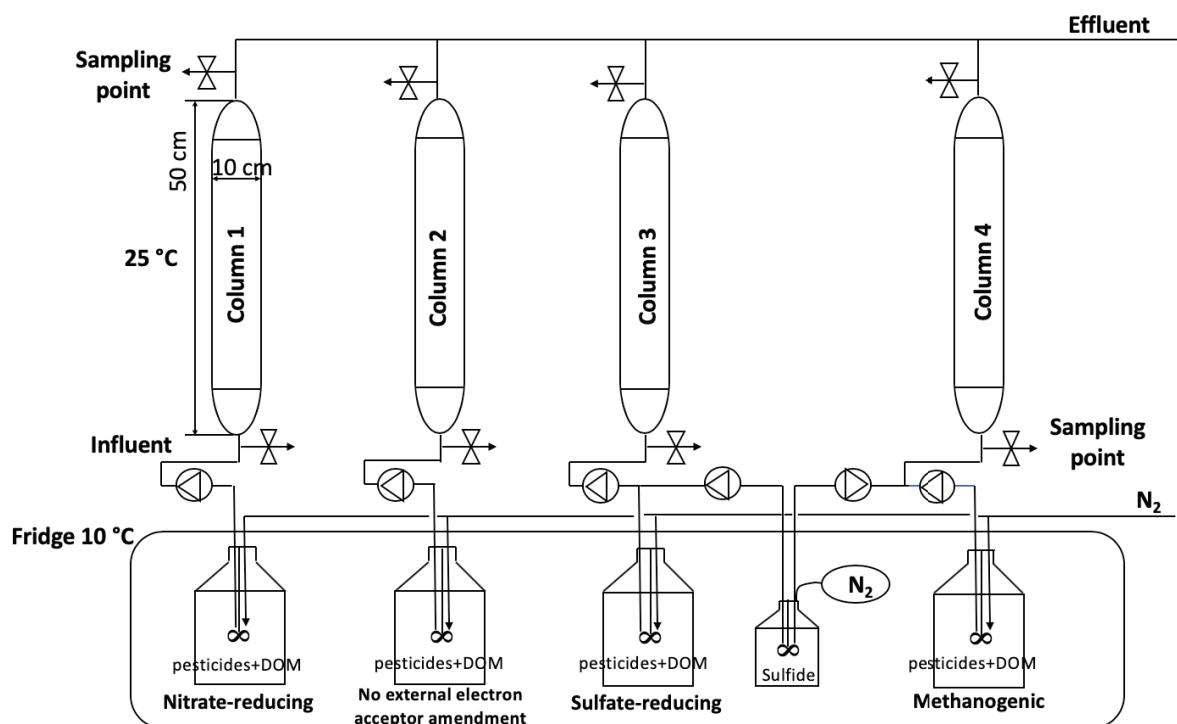 Effluent
Sampling
point
50 cm
10 cm
25 °C
Column 1
Column 2
Column 3
Column 4
Influent
Sampling
point
N₂
Fridge 10 °C
N₂
pesticides+DOM
pesticides+DOM
pesticides+DOM
Sulfide
pesticides+DOM
Nitrate-reducing
No external electron
acceptor amendment
Sulfate-reducing
Methanogenic